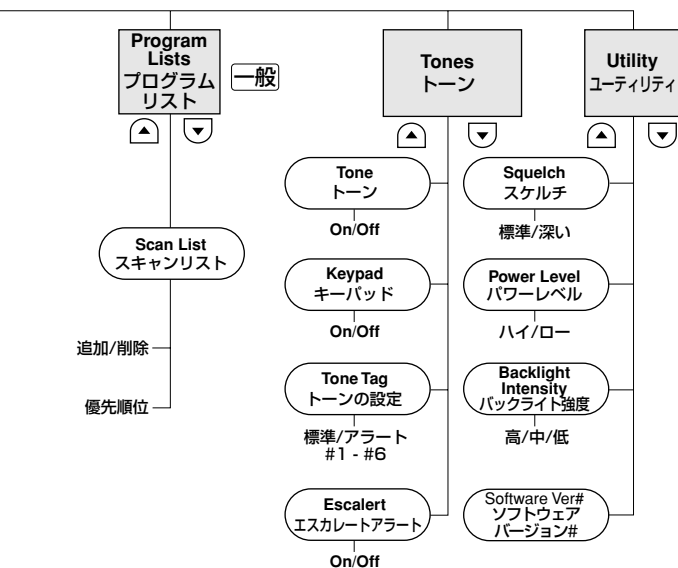 Program
Lists
プログラム
リスト
一般
Scan List
スキャンリスト
追加/削除
優先順位
Tones
トーン
Tone
トーン
On/Off
Keypad
キーパッド
On/Off
Tone Tag
トーンの設定
標準/アラート
#1 - #6
Escalert
エスカレートアラート
On/Off
Utility
ユーティリティ
Squelch
スケルチ
標準/深い
Power Level
パワーレベル
ハイ/ロー
Backlight
Intensity
バックライト強度
高/中/低
Software Ver#
ソフトウェア
バージョン#